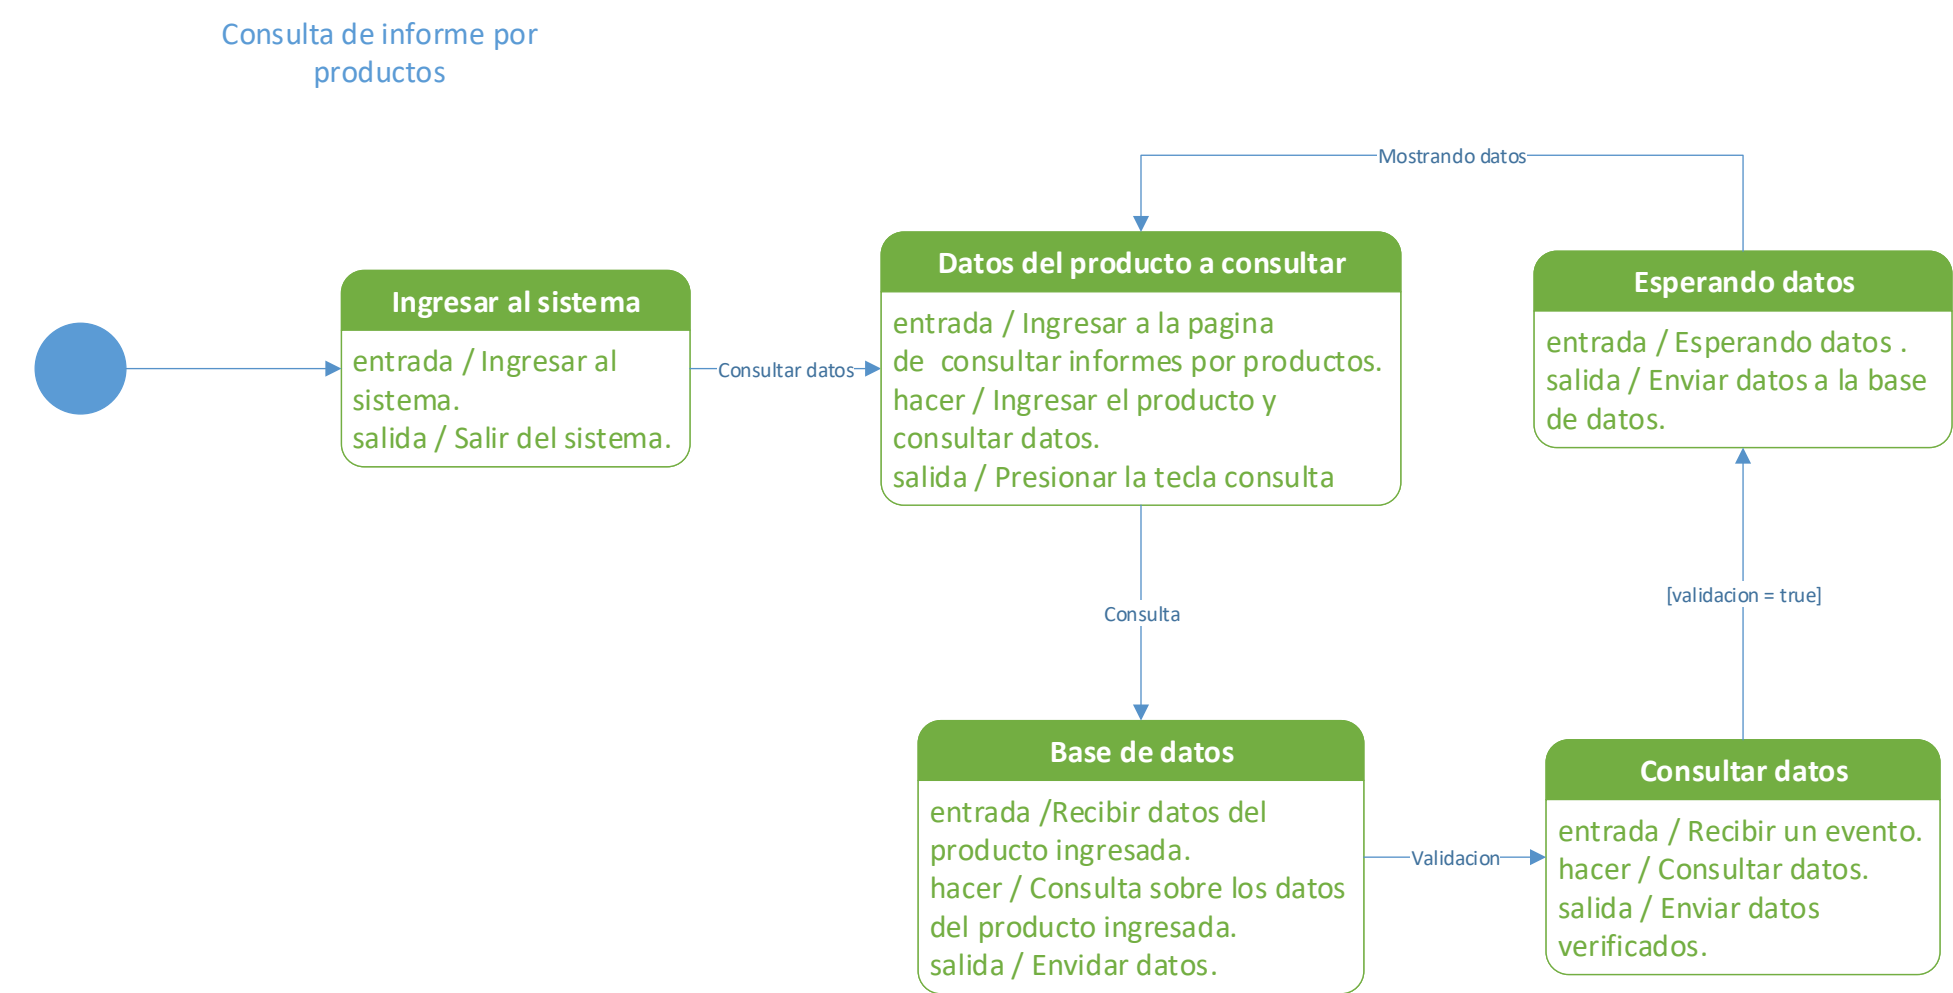 Consulta de informe por
productos
Mostrando datos
Ingresar al sistema
entrada / Ingresar al
sistema.
salida / Salir del sistema.
Consultar datos
Datos del producto a consultar
entrada / Ingresar a la pagina
de  consultar informes por productos.
hacer / Ingresar el producto y
consultar datos.
salida / Presionar la tecla consulta
Esperando datos
entrada / Esperando datos .
salida / Enviar datos a la base
de datos.
Consulta
[validacion = true]
Base de datos
entrada /Recibir datos del
producto ingresada.
hacer / Consulta sobre los datos
del producto ingresada.
salida / Envidar datos.
Validacion
Consultar datos
entrada / Recibir un evento.
hacer / Consultar datos.
salida / Enviar datos
verificados.